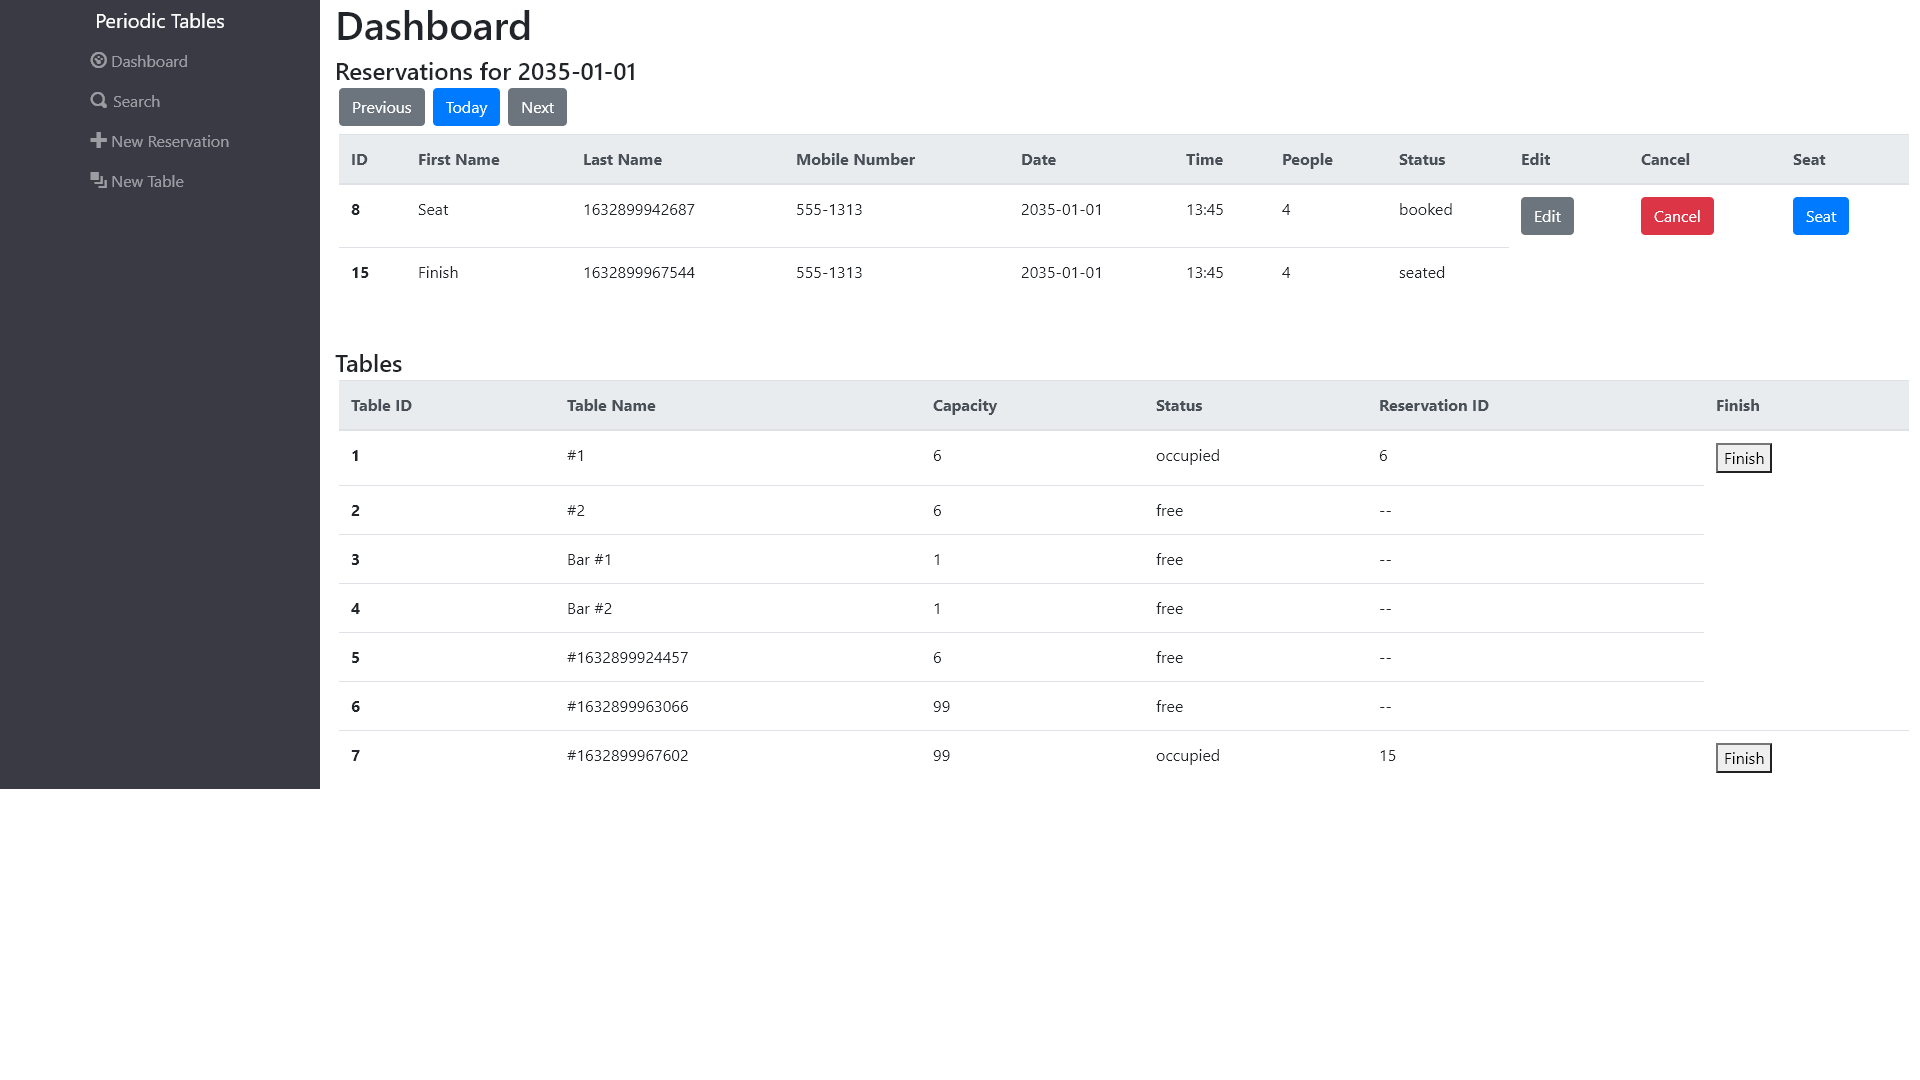 Periodic Tables
Dashboard
Search
New Reservation
New Table
Dashboard
Reservations for 2035-01-01
Previous Today Next
ID First Name Last Name Mobile Number Date Time People Status Edit Cancel Seat
8 Seat 1632899942687 555-1313 2035-01-01 13:45 4 booked Edit Cancel Seat
15 Finish 1632899967544 555-1313 2035-01-01 13:45 4 seated
Tables
Table ID Table Name Capacity Status Reservation ID Finish
1 #1 6 occupied 6 Finish
2 #2 6 free --
3 Bar #1 1 free --
4 Bar #2 1 free --
5 #1632899924457 6 free --
6 #1632899963066 99 free --
7 #1632899967602 99 occupied 15 Finish